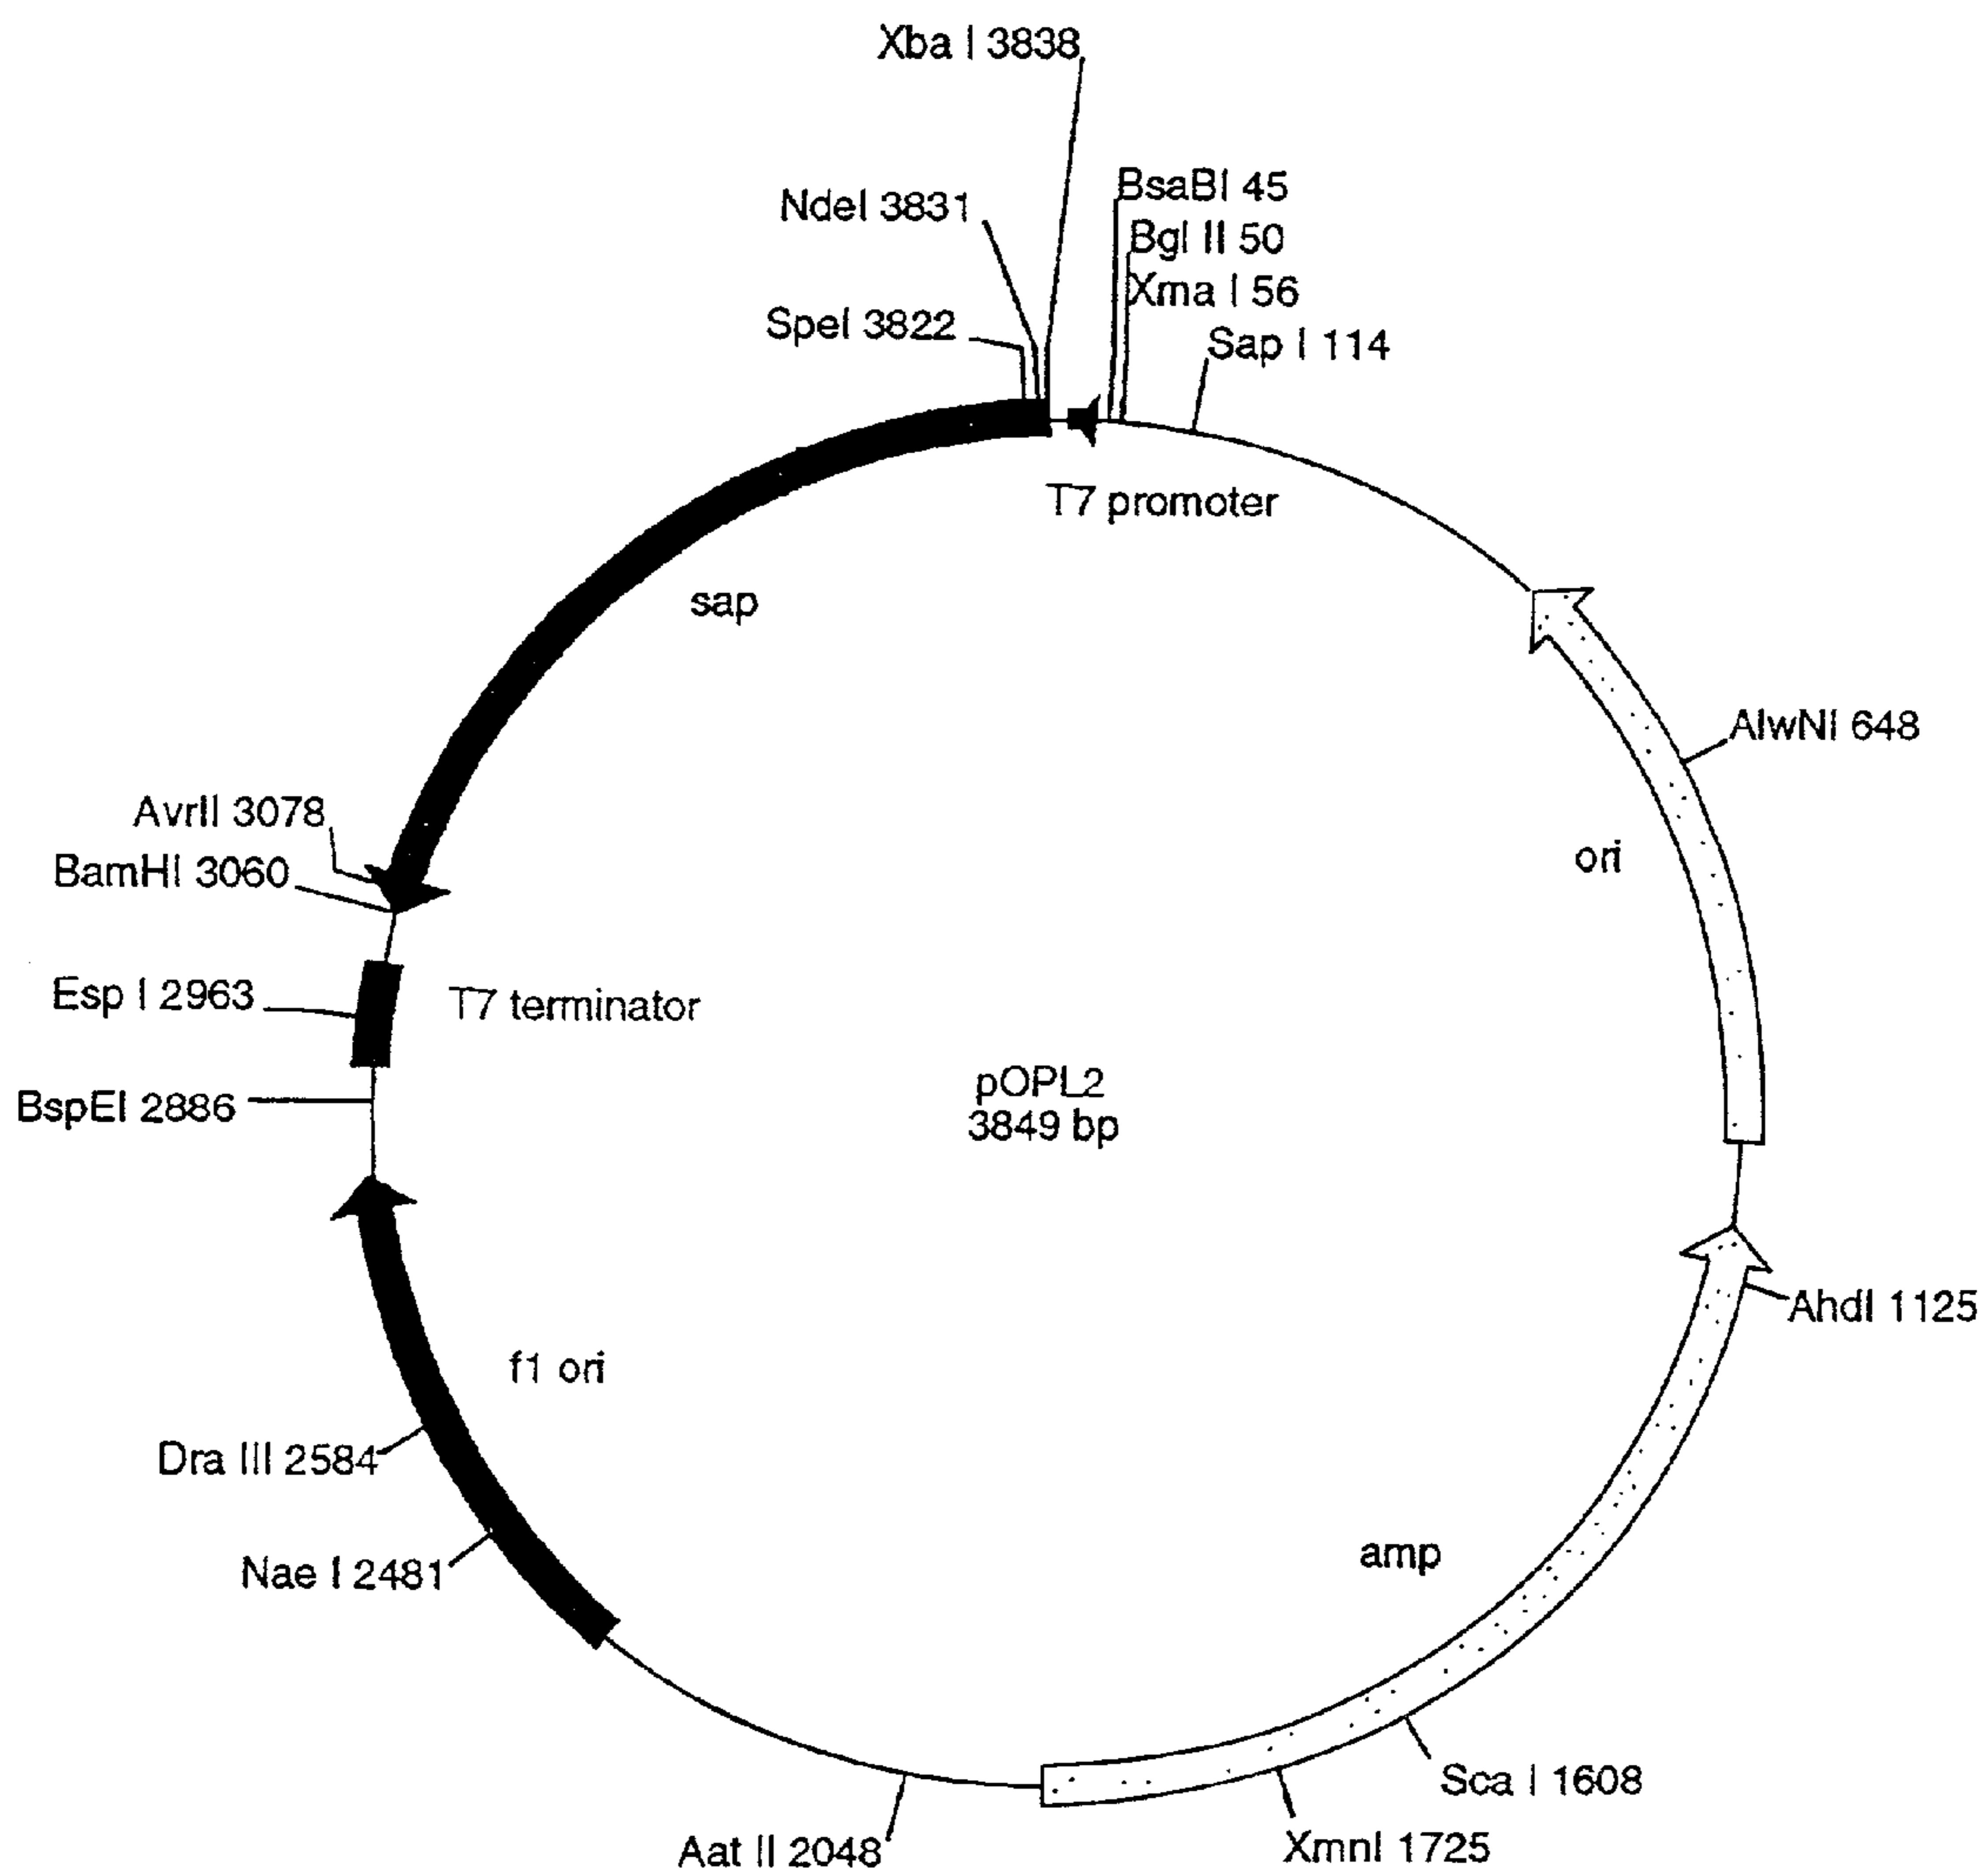 Xba I 3838
NdeI 3831
BsaBI 45
Bgl II 50
Xma I 56
SpeI 3822
Sap I 114
T7 promoter
sap
AlwNI 648
AvrII 3078
ori
BamHI 3060
Esp I 2963
T7 terminator
pOPL2
3849 bp
BspEI 2886
AhdI 1125
f1 ori
Dra III 2584
amp
Nae I 2481
Sca I 1608
XmnI 1725
Aat II 2048